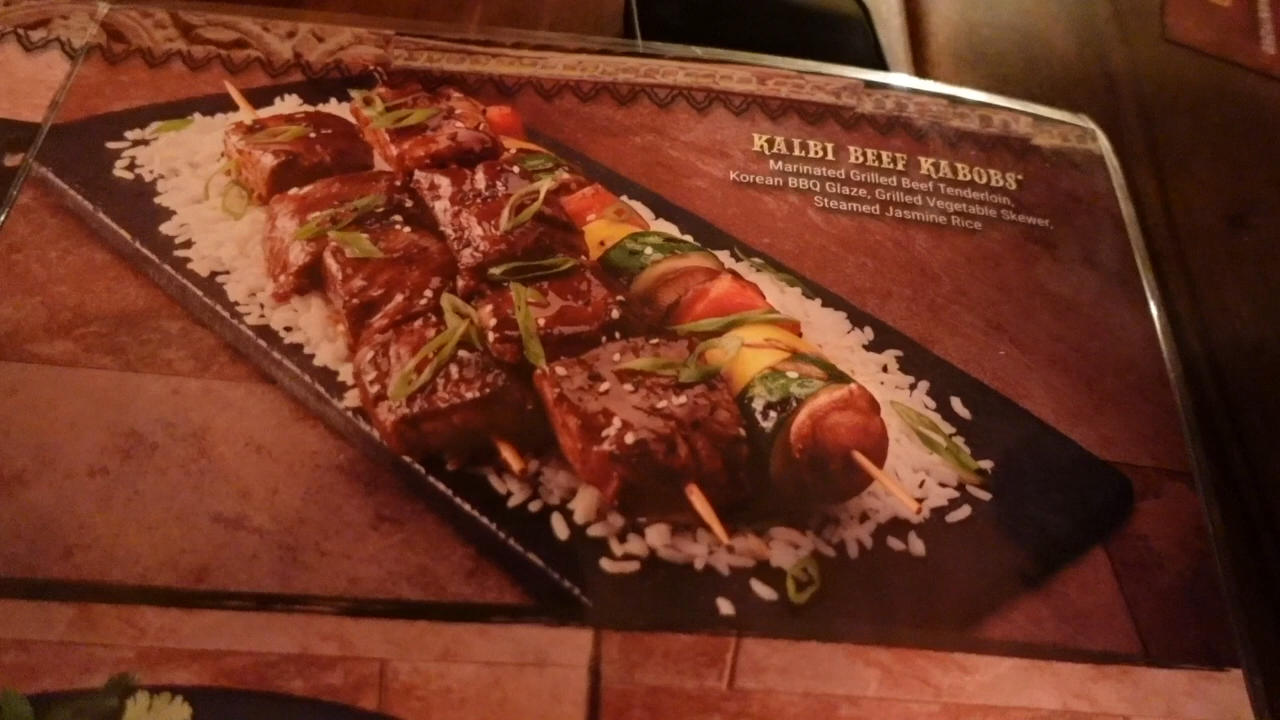 KALBI BEEF KABOBS*
Marinated Grilled Beef Tenderloin,
Korean BBQ Glaze, Grilled Vegetable Skewer,
Steamed Jasmine Rice